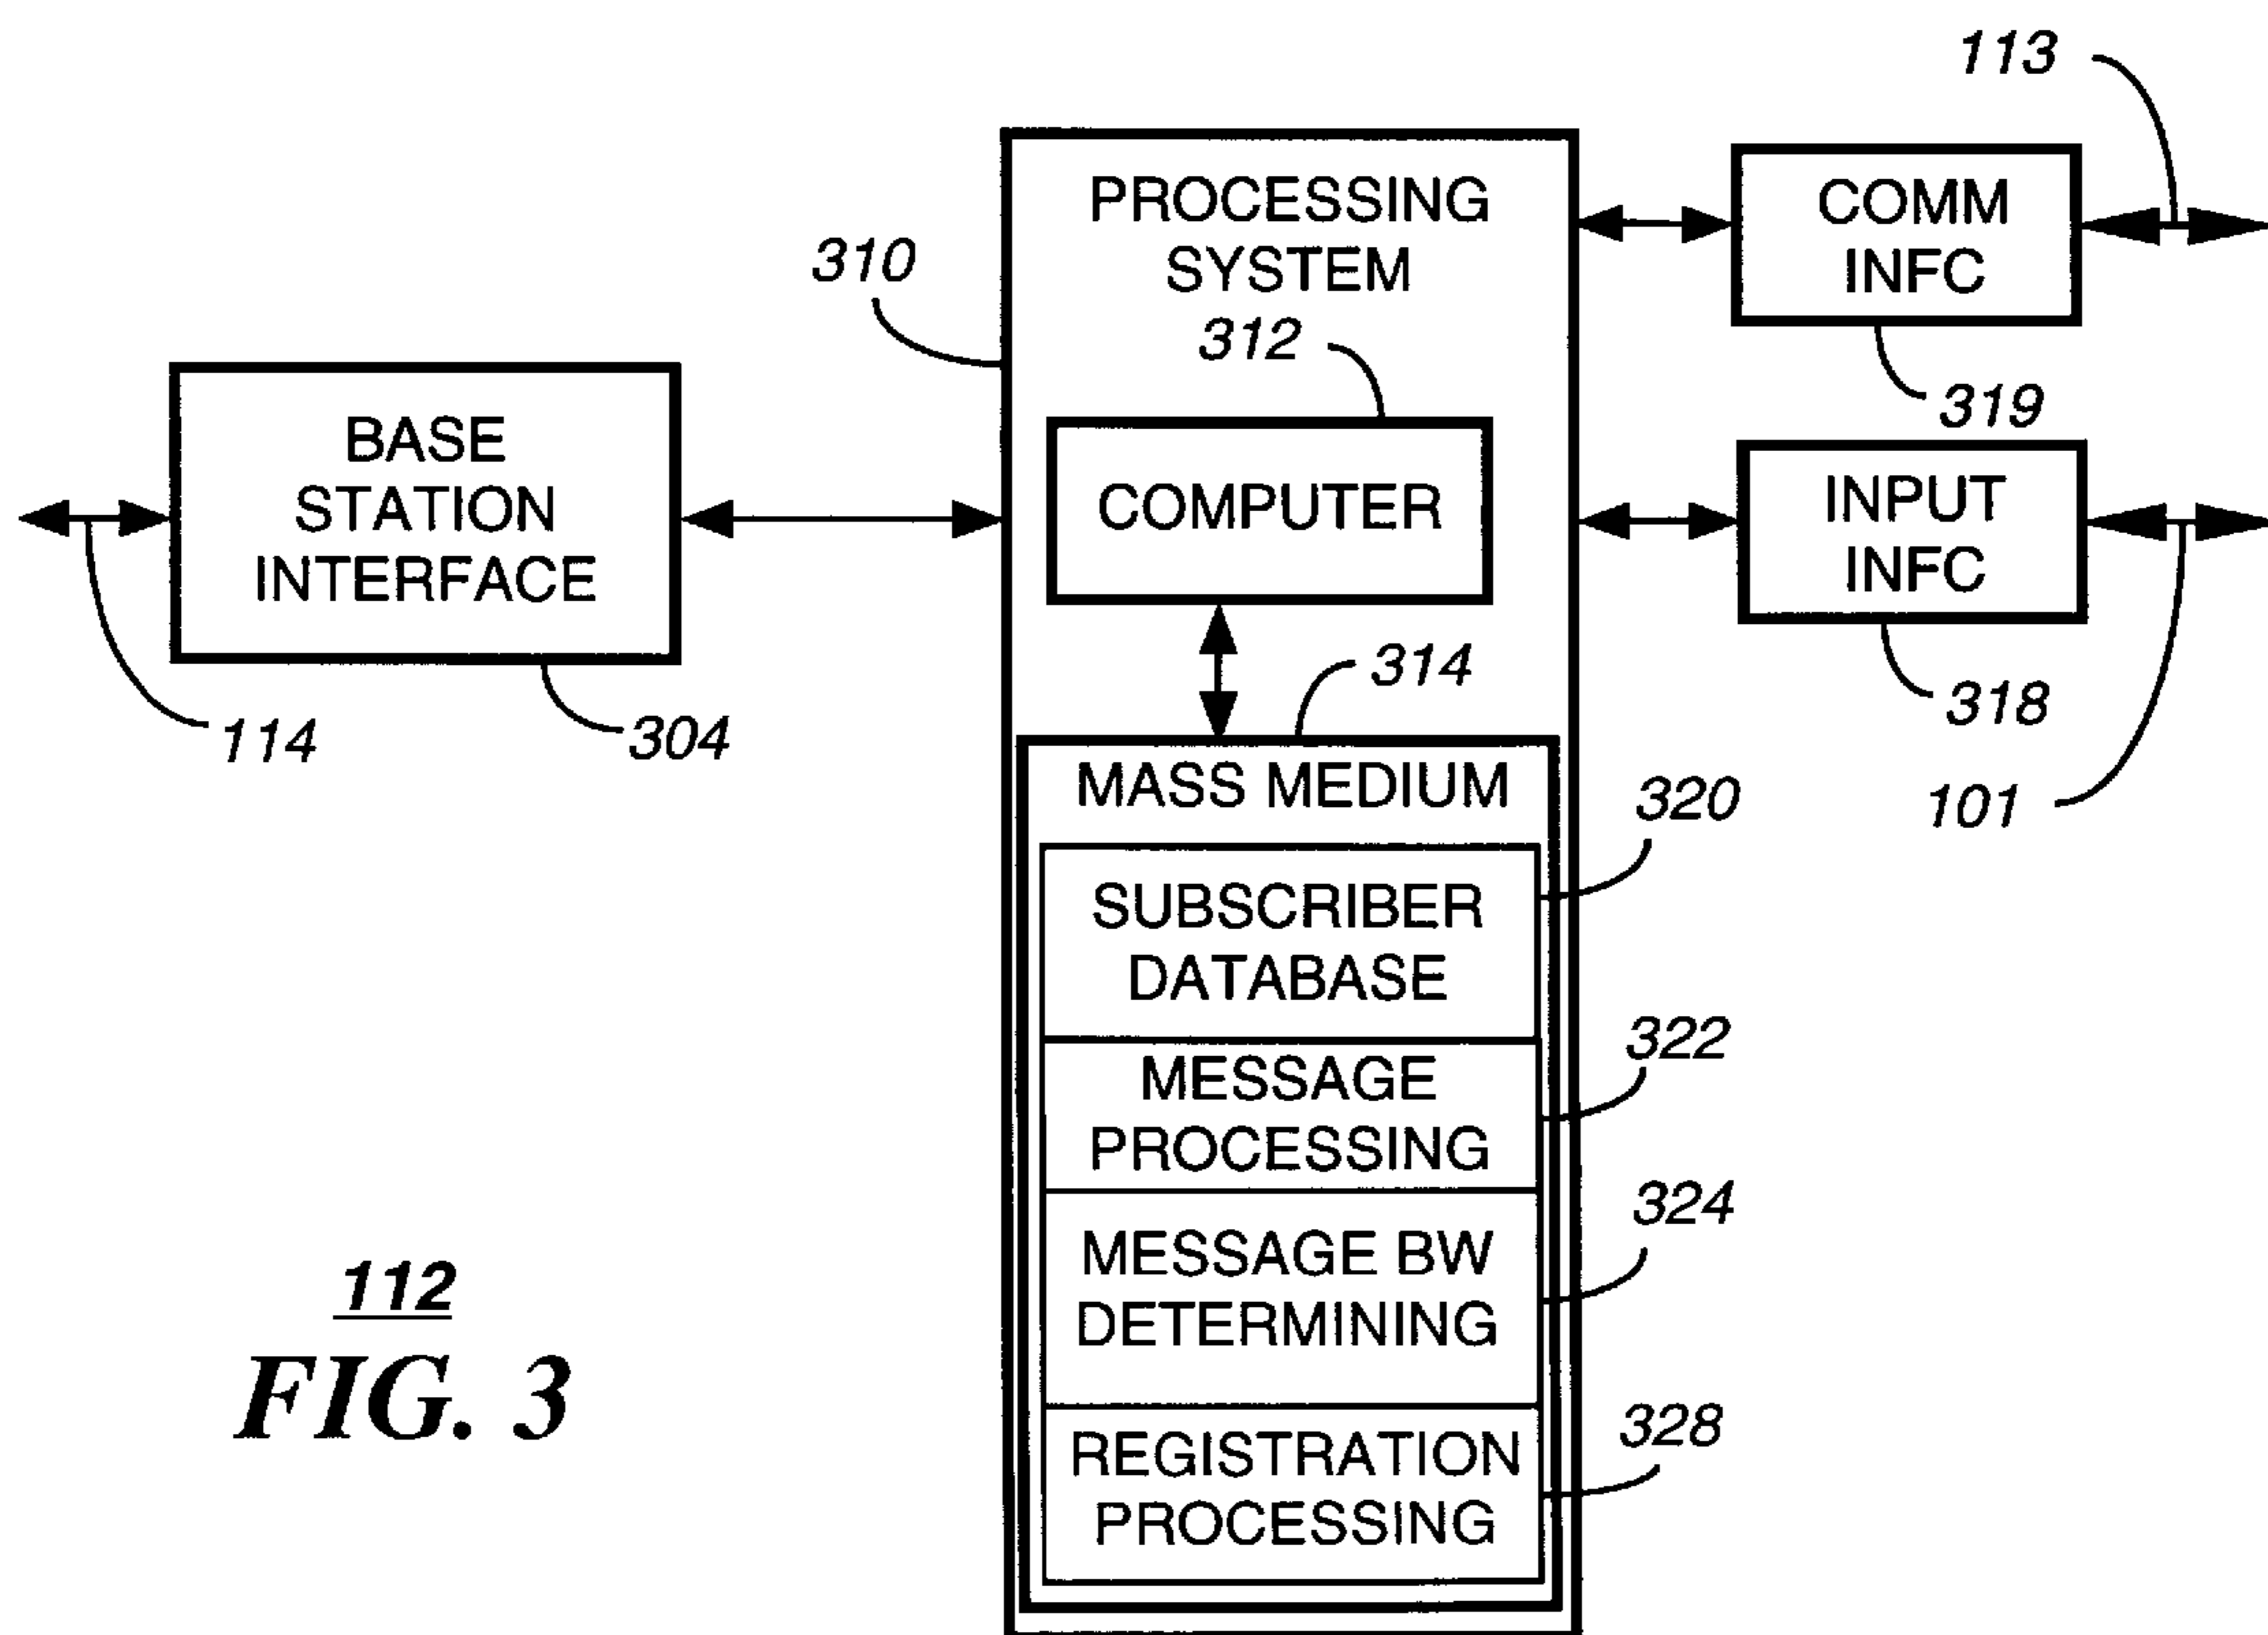 113
PROCESSING
SYSTEM
COMM
INFC
310
312
319
BASE
STATION
INTERFACE
COMPUTER
INPUT
INFC
314
318
114
304
MASS MEDIUM
320
101
SUBSCRIBER
DATABASE
322
MESSAGE
PROCESSING
324
MESSAGE BW
DETERMINING
112
FIG. 3
328
REGISTRATION
PROCESSING